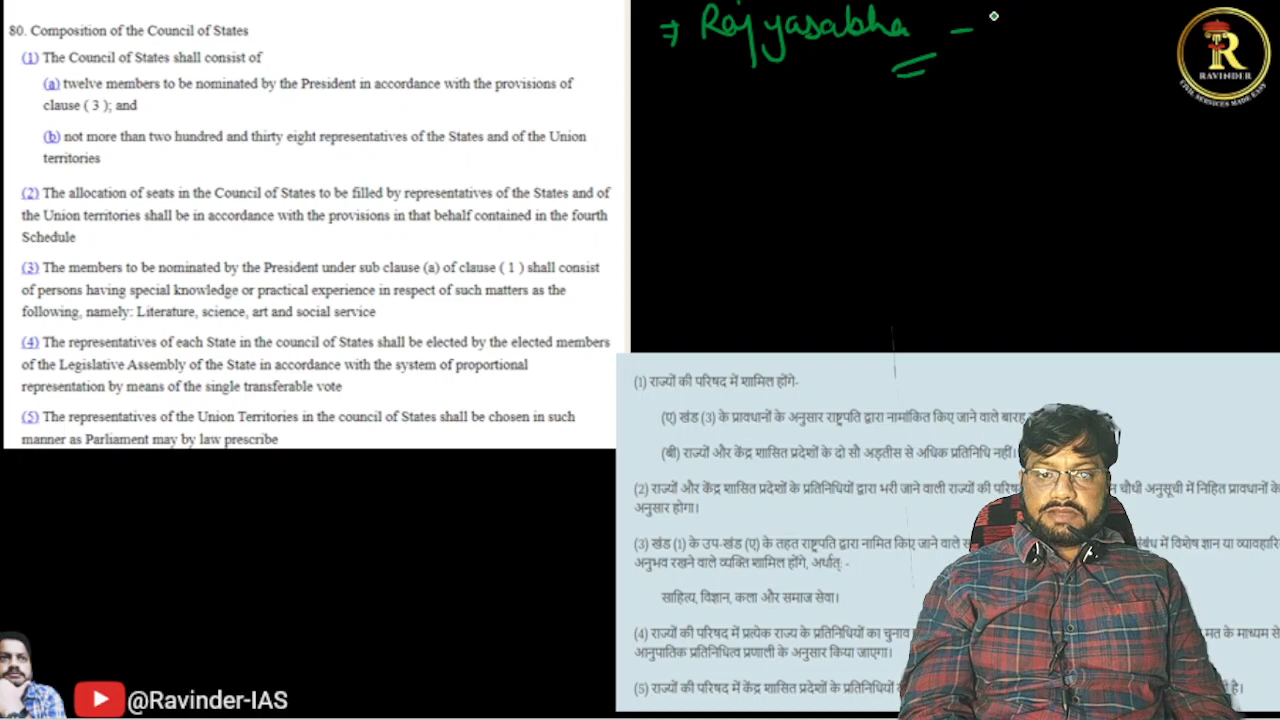 80. Composition of the Council of States
(1) The Council of States shall consist of
(a) twelve members to be nominated by the President in accordance with the provisions of
clause ( 3 ); and
(b) not more than two hundred and thirty eight representatives of the States and of the Union
territories
(2) The allocation of seats in the Council of States to be filled by representatives of the States and of
the Union territories shall be in accordance with the provisions in that behalf contained in the fourth
Schedule
(3) The members to be nominated by the President under sub clause (a) of clause ( 1 ) shall consist
of persons having special knowledge or practical experience in respect of such matters as the
following, namely: Literature, science, art and social service
(4) The representatives of each State in the council of States shall be elected by the elected members
of the Legislative Assembly of the State in accordance with the system of proportional
representation by means of the single transferable vote
(5) The representatives of the Union Territories in the council of States shall be chosen in such
manner as Parliament may by law prescribe
→ Rajyasabha –
R
RAVINDER
CIVIL SERVICES MADE EASY
(1) राज्यों की परिषद में शामिल होंगे-
(ए) खंड (3) के प्रावधानों के अनुसार राष्ट्रपति द्वारा नामांकित किए जाने वाले बारह
(बी) राज्यों और केंद्र शासित प्रदेशों के दो सौ अड़तीस से अधिक प्रतिनिधि नहीं।
(2) राज्यों और केंद्र शासित प्रदेशों के प्रतिनिधियों द्वारा भरी जाने वाली राज्यों की परिष चौथी अनुसूची में निहित प्रावधानों के
अनुसार होगा।
(3) खंड (1) के उप-खंड (ए) के तहत राष्ट्रपति द्वारा नामित किए जाने वाले संबंध में विशेष ज्ञान या व्यावहारि
अनुभव रखने वाले व्यक्ति शामिल होंगे, अर्थात्: -
साहित्य, विज्ञान, कला और समाज सेवा।
(4) राज्यों की परिषद में प्रत्येक राज्य के प्रतिनिधियों का चुनाव मत के माध्यम से
आनुपातिक प्रतिनिधित्व प्रणाली के अनुसार किया जाएगा।
(5) राज्यों की परिषद में केंद्र शासित प्रदेशों के प्रतिनिधियों है।
@Ravinder-IAS